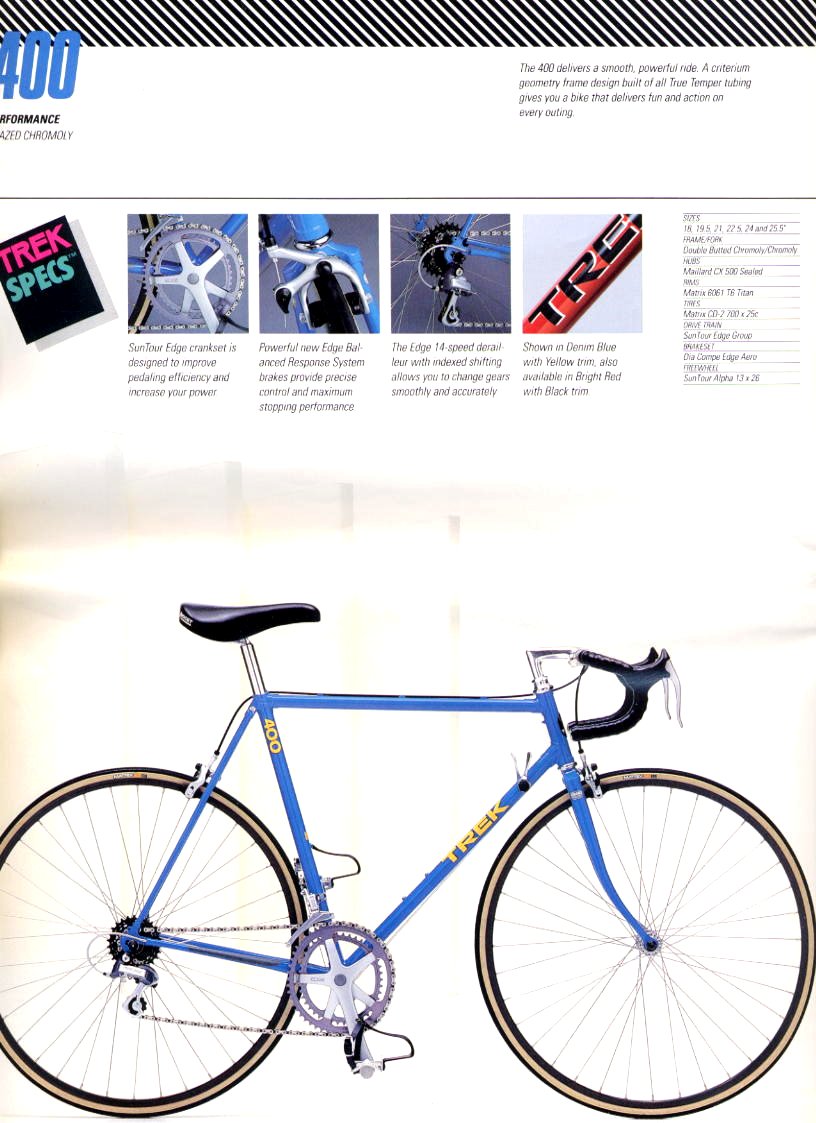 400
RFORMANCE
AZED CHROMOLY
The 400 delivers a smooth, powerful ride. A criterium
geometry frame design built of all True Temper tubing
gives you a bike that delivers fun and action on
every outing.
TREK
SPECS™
SunTour Edge crankset is
designed to improve
pedaling efficiency and
increase your power
Powerful new Edge Bal-
anced Response System
brakes provide precise
control and maximum
stopping performance
The Edge 14-speed derail-
leur with indexed shifting
allows you to change gears
smoothly and accurately
TRE
Shown in Denim Blue
with Yellow trim, also
available in Bright Red
with Black trim
SIZES
18, 19.5, 21, 22.5, 24 and 25.5"
FRAME/FORK
Double Butted Chromoly/Chromoly
HUBS
Maillard CX 500 Sealed
RIMS
Matrix 6061 T6 Titan
TIRES
Matrix CD-2 700 x 25c
DRIVE TRAIN
SunTour Edge Group
BRAKESET
Dia Compe Edge Aero
FREEWHEEL
SunTour Alpha 13 x 26
400
TREK